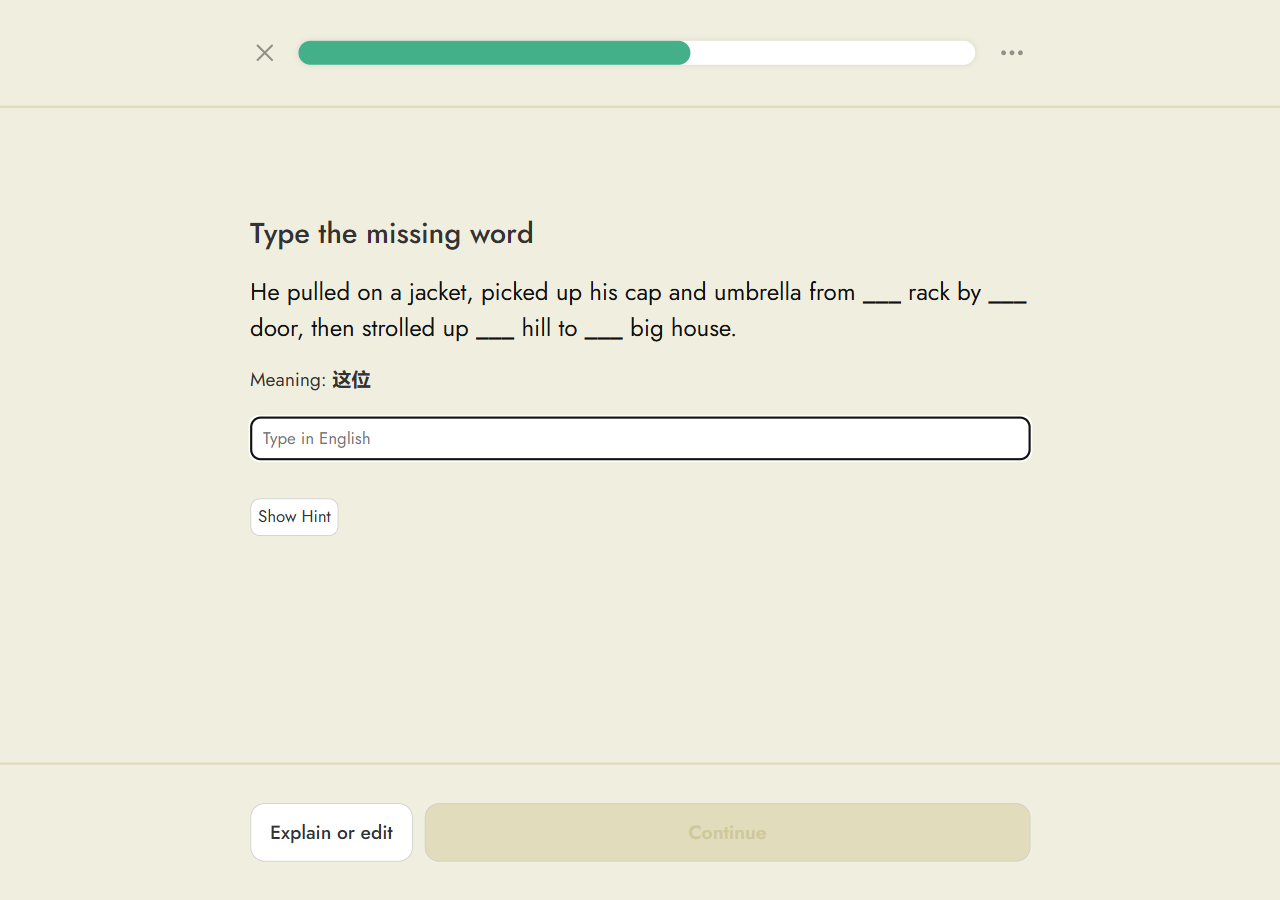 Type the missing word
He pulled on a jacket, picked up his cap and umbrella from ___ rack by ___
door, then strolled up ___ hill to ___ big house.
Meaning: 这位
Type in English
Show Hint
Explain or edit
Continue